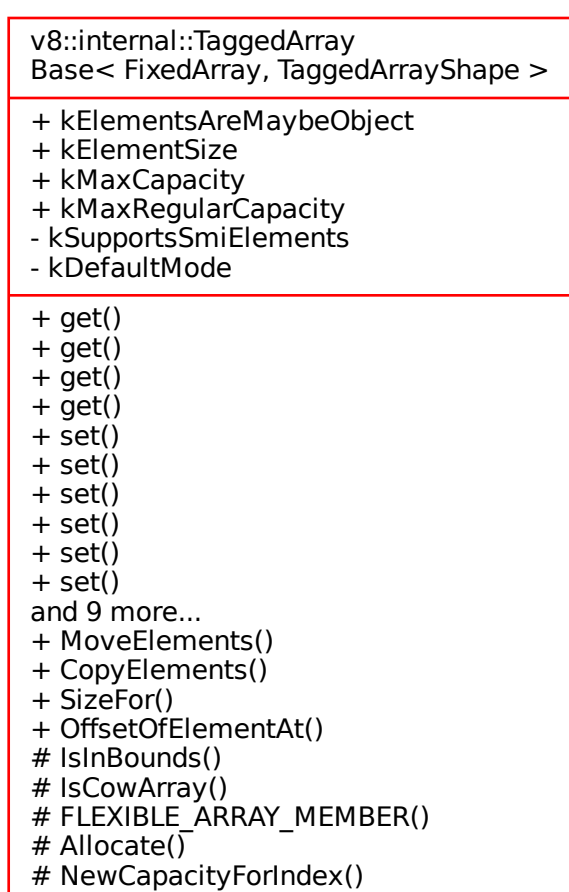 v8::internal::TaggedArray
Base< FixedArray, TaggedArrayShape >
+ kElementsAreMaybeObject
+ kElementSize
+ kMaxCapacity
+ kMaxRegularCapacity
- kSupportsSmiElements
- kDefaultMode
+ get()
+ get()
+ get()
+ get()
+ set()
+ set()
+ set()
+ set()
+ set()
+ set()
and 9 more...
+ MoveElements()
+ CopyElements()
+ SizeFor()
+ OffsetOfElementAt()
# IsInBounds()
# IsCowArray()
# FLEXIBLE_ARRAY_MEMBER()
# Allocate()
# NewCapacityForIndex()